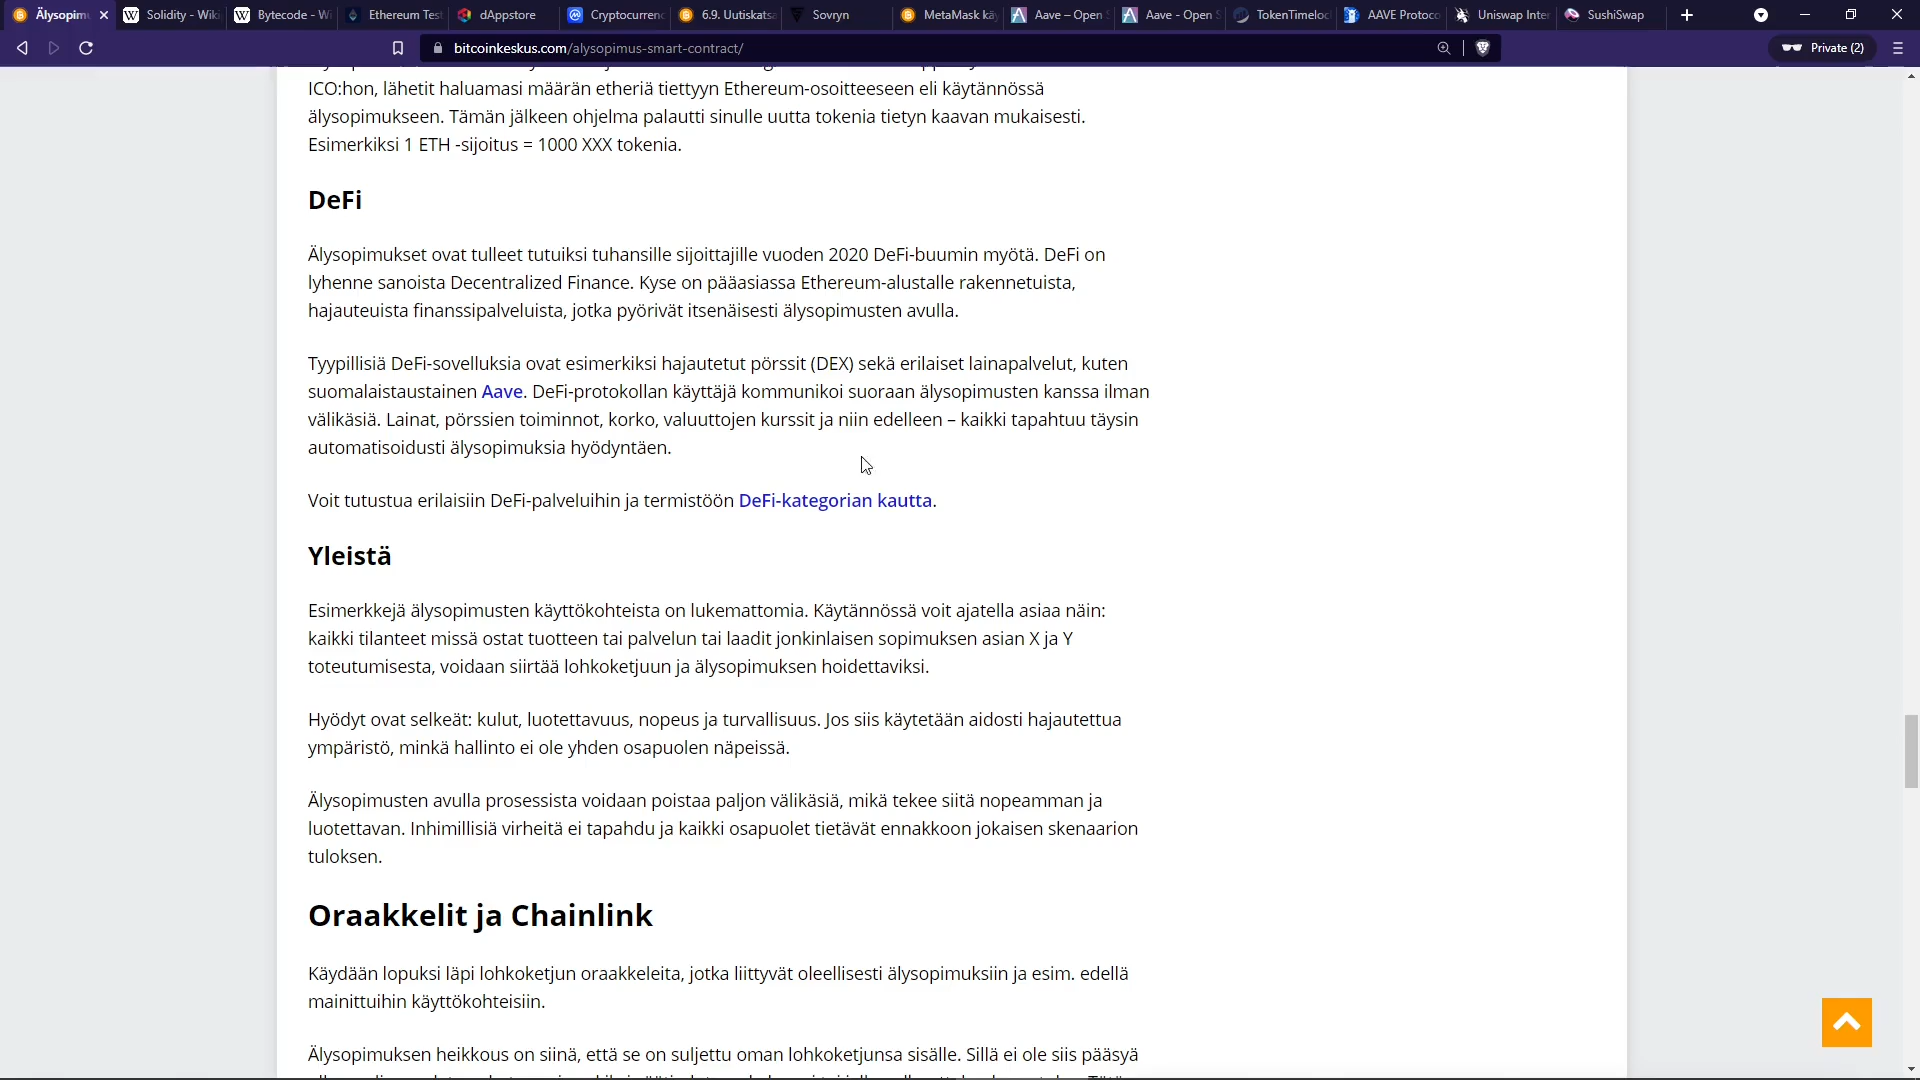 Älysopim
Solidity - Wiki
Bytecode - Wi
Ethereum Test
dAppstore
Cryptocurrenc
6.9. Uutiskatsa
Sovryn
MetaMask kä
Aave – Open S
Aave - Open S
TokenTimeloc
AAVE Protoco
Uniswap Inter
SushiSwap
bitcoinkeskus.com/alysopimus-smart-contract/
Private (2)
ICO:hon, lähetit haluamasi määrän etheriä tiettyyn Ethereum-osoitteeseen eli käytännössä
älysopimukseen. Tämän jälkeen ohjelma palautti sinulle uutta tokenia tietyn kaavan mukaisesti.
Esimerkiksi 1 ETH -sijoitus = 1000 XXX tokenia.
DeFi
Älysopimukset ovat tulleet tutuiksi tuhansille sijoittajille vuoden 2020 DeFi-buumin myötä. DeFi on
lyhenne sanoista Decentralized Finance. Kyse on pääasiassa Ethereum-alustalle rakennetuista,
hajauteuista finanssipalveluista, jotka pyörivät itsenäisesti älysopimusten avulla.
Tyypillisiä DeFi-sovelluksia ovat esimerkiksi hajautetut pörssit (DEX) sekä erilaiset lainapalvelut, kuten
suomalaistaustainen Aave. DeFi-protokollan käyttäjä kommunikoi suoraan älysopimusten kanssa ilman
välikäsiä. Lainat, pörssien toiminnot, korko, valuuttojen kurssit ja niin edelleen – kaikki tapahtuu täysin
automatisoidusti älysopimuksia hyödyntäen.
Voit tutustua erilaisiin DeFi-palveluihin ja termistöön DeFi-kategorian kautta.
Yleistä
Esimerkkejä älysopimusten käyttökohteista on lukemattomia. Käytännössä voit ajatella asiaa näin:
kaikki tilanteet missä ostat tuotteen tai palvelun tai laadit jonkinlaisen sopimuksen asian X ja Y
toteutumisesta, voidaan siirtää lohkoketjuun ja älysopimuksen hoidettaviksi.
Hyödyt ovat selkeät: kulut, luotettavuus, nopeus ja turvallisuus. Jos siis käytetään aidosti hajautettua
ympäristö, minkä hallinto ei ole yhden osapuolen näpeissä.
Älysopimusten avulla prosessista voidaan poistaa paljon välikäsiä, mikä tekee siitä nopeamman ja
luotettavan. Inhimillisiä virheitä ei tapahdu ja kaikki osapuolet tietävät ennakkoon jokaisen skenaarion
tuloksen.
Oraakkelit ja Chainlink
Käydään lopuksi läpi lohkoketjun oraakkeleita, jotka liittyvät oleellisesti älysopimuksiin ja esim. edellä
mainittuihin käyttökohteisiin.
Älysopimuksen heikkous on siinä, että se on suljettu oman lohkoketjunsa sisälle. Sillä ei ole siis pääsyä